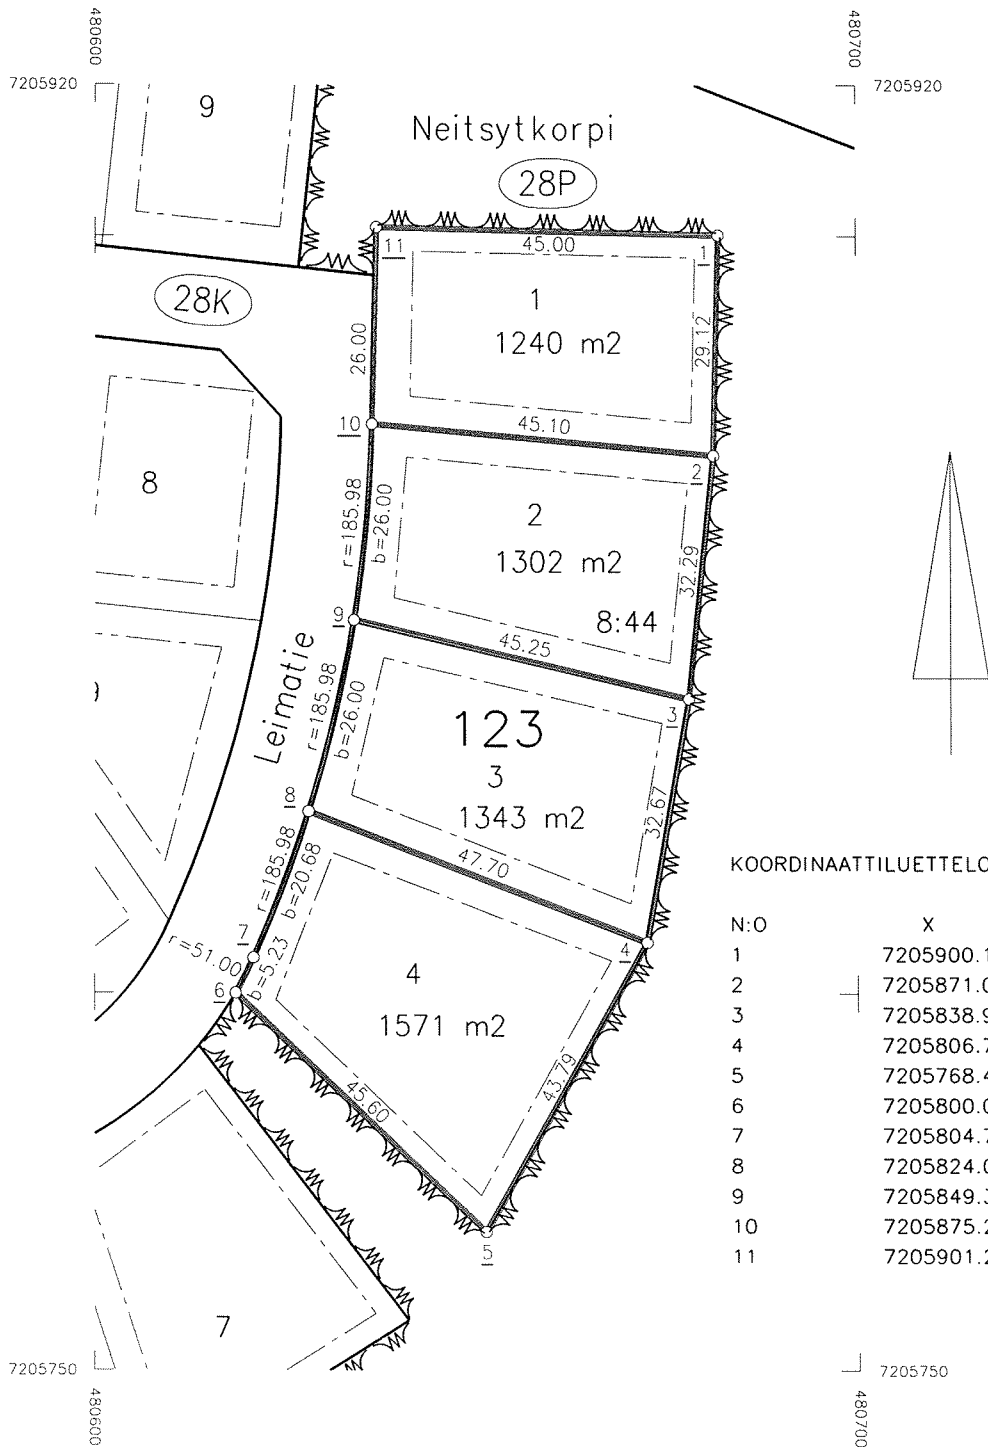 480600
480700
7205920
7205920
9
Neitsytkorpi
28P
11
45.00
1
28K
1
1240 m2
26.00
29.12
10
45.10
2
8
r=185.98
b=26.00
2
1302 m2
32.29
8:44
9
45.25
3
Leimatie
r=185.98
b=26.00
123
3
1343 m2
32.67
8
47.70
4
r=185.98
b=20.68
7
r=51.00
b=5.23
6
4
1571 m2
43.79
45.60
5
7
KOORDINAATTILUETTELO
N:O X
1 7205900.1
2 7205871.0
3 7205838.9
4 7205806.7
5 7205768.4
6 7205800.0
7 7205804.7
8 7205824.0
9 7205849.3
10 7205875.2
11 7205901.2
7205750
7205750
480600
480700